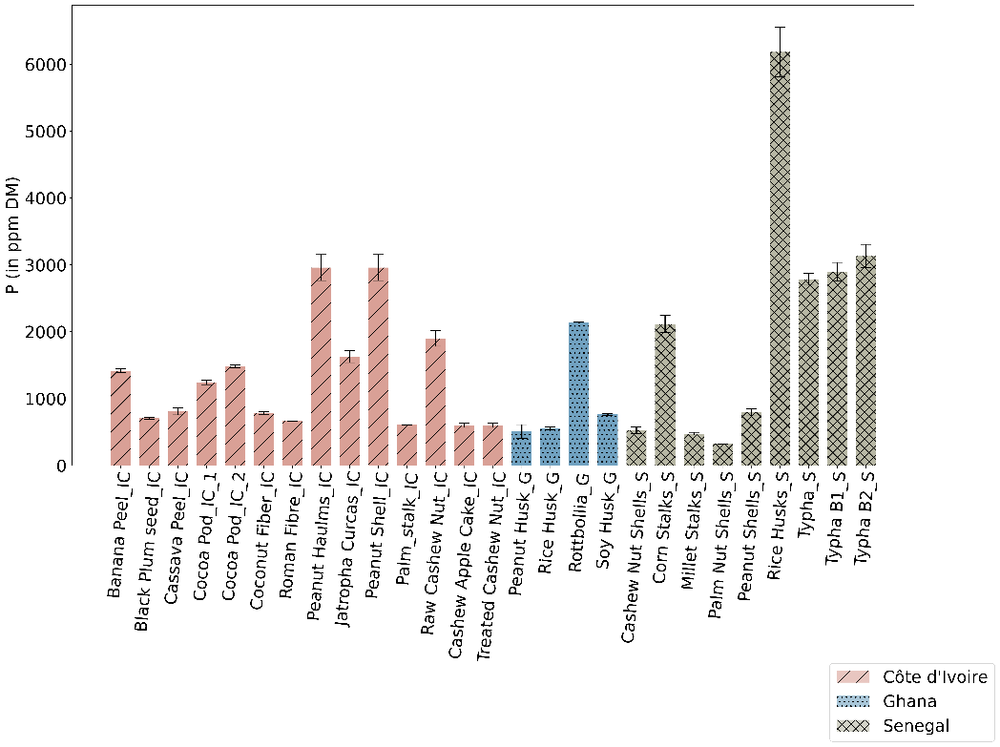 P (in ppm DM)
6000
5000
4000
3000
2000
1000
0
Banana Peel_IC
Black Plum seed_IC
Cassava Peel_IC
Cocoa Pod_IC_1
Cocoa Pod_IC_2
Coconut Fiber_IC
Roman Fibre_IC
Peanut Haulms_IC
Jatropha Curcas_IC
Peanut Shell_IC
Palm_stalk_IC
Raw Cashew Nut_IC
Cashew Apple Cake_IC
Treated Cashew Nut_IC
Peanut Husk_G
Rice Husk_G
Rottbollia_G
Soy Husk_G
Cashew Nut Shells_S
Corn Stalks_S
Millet Stalks_S
Palm Nut Shells_S
Peanut Shells_S
Rice Husks_S
Typha_S
Typha B1_S
Typha B2_S
Côte d'Ivoire
Ghana
Senegal